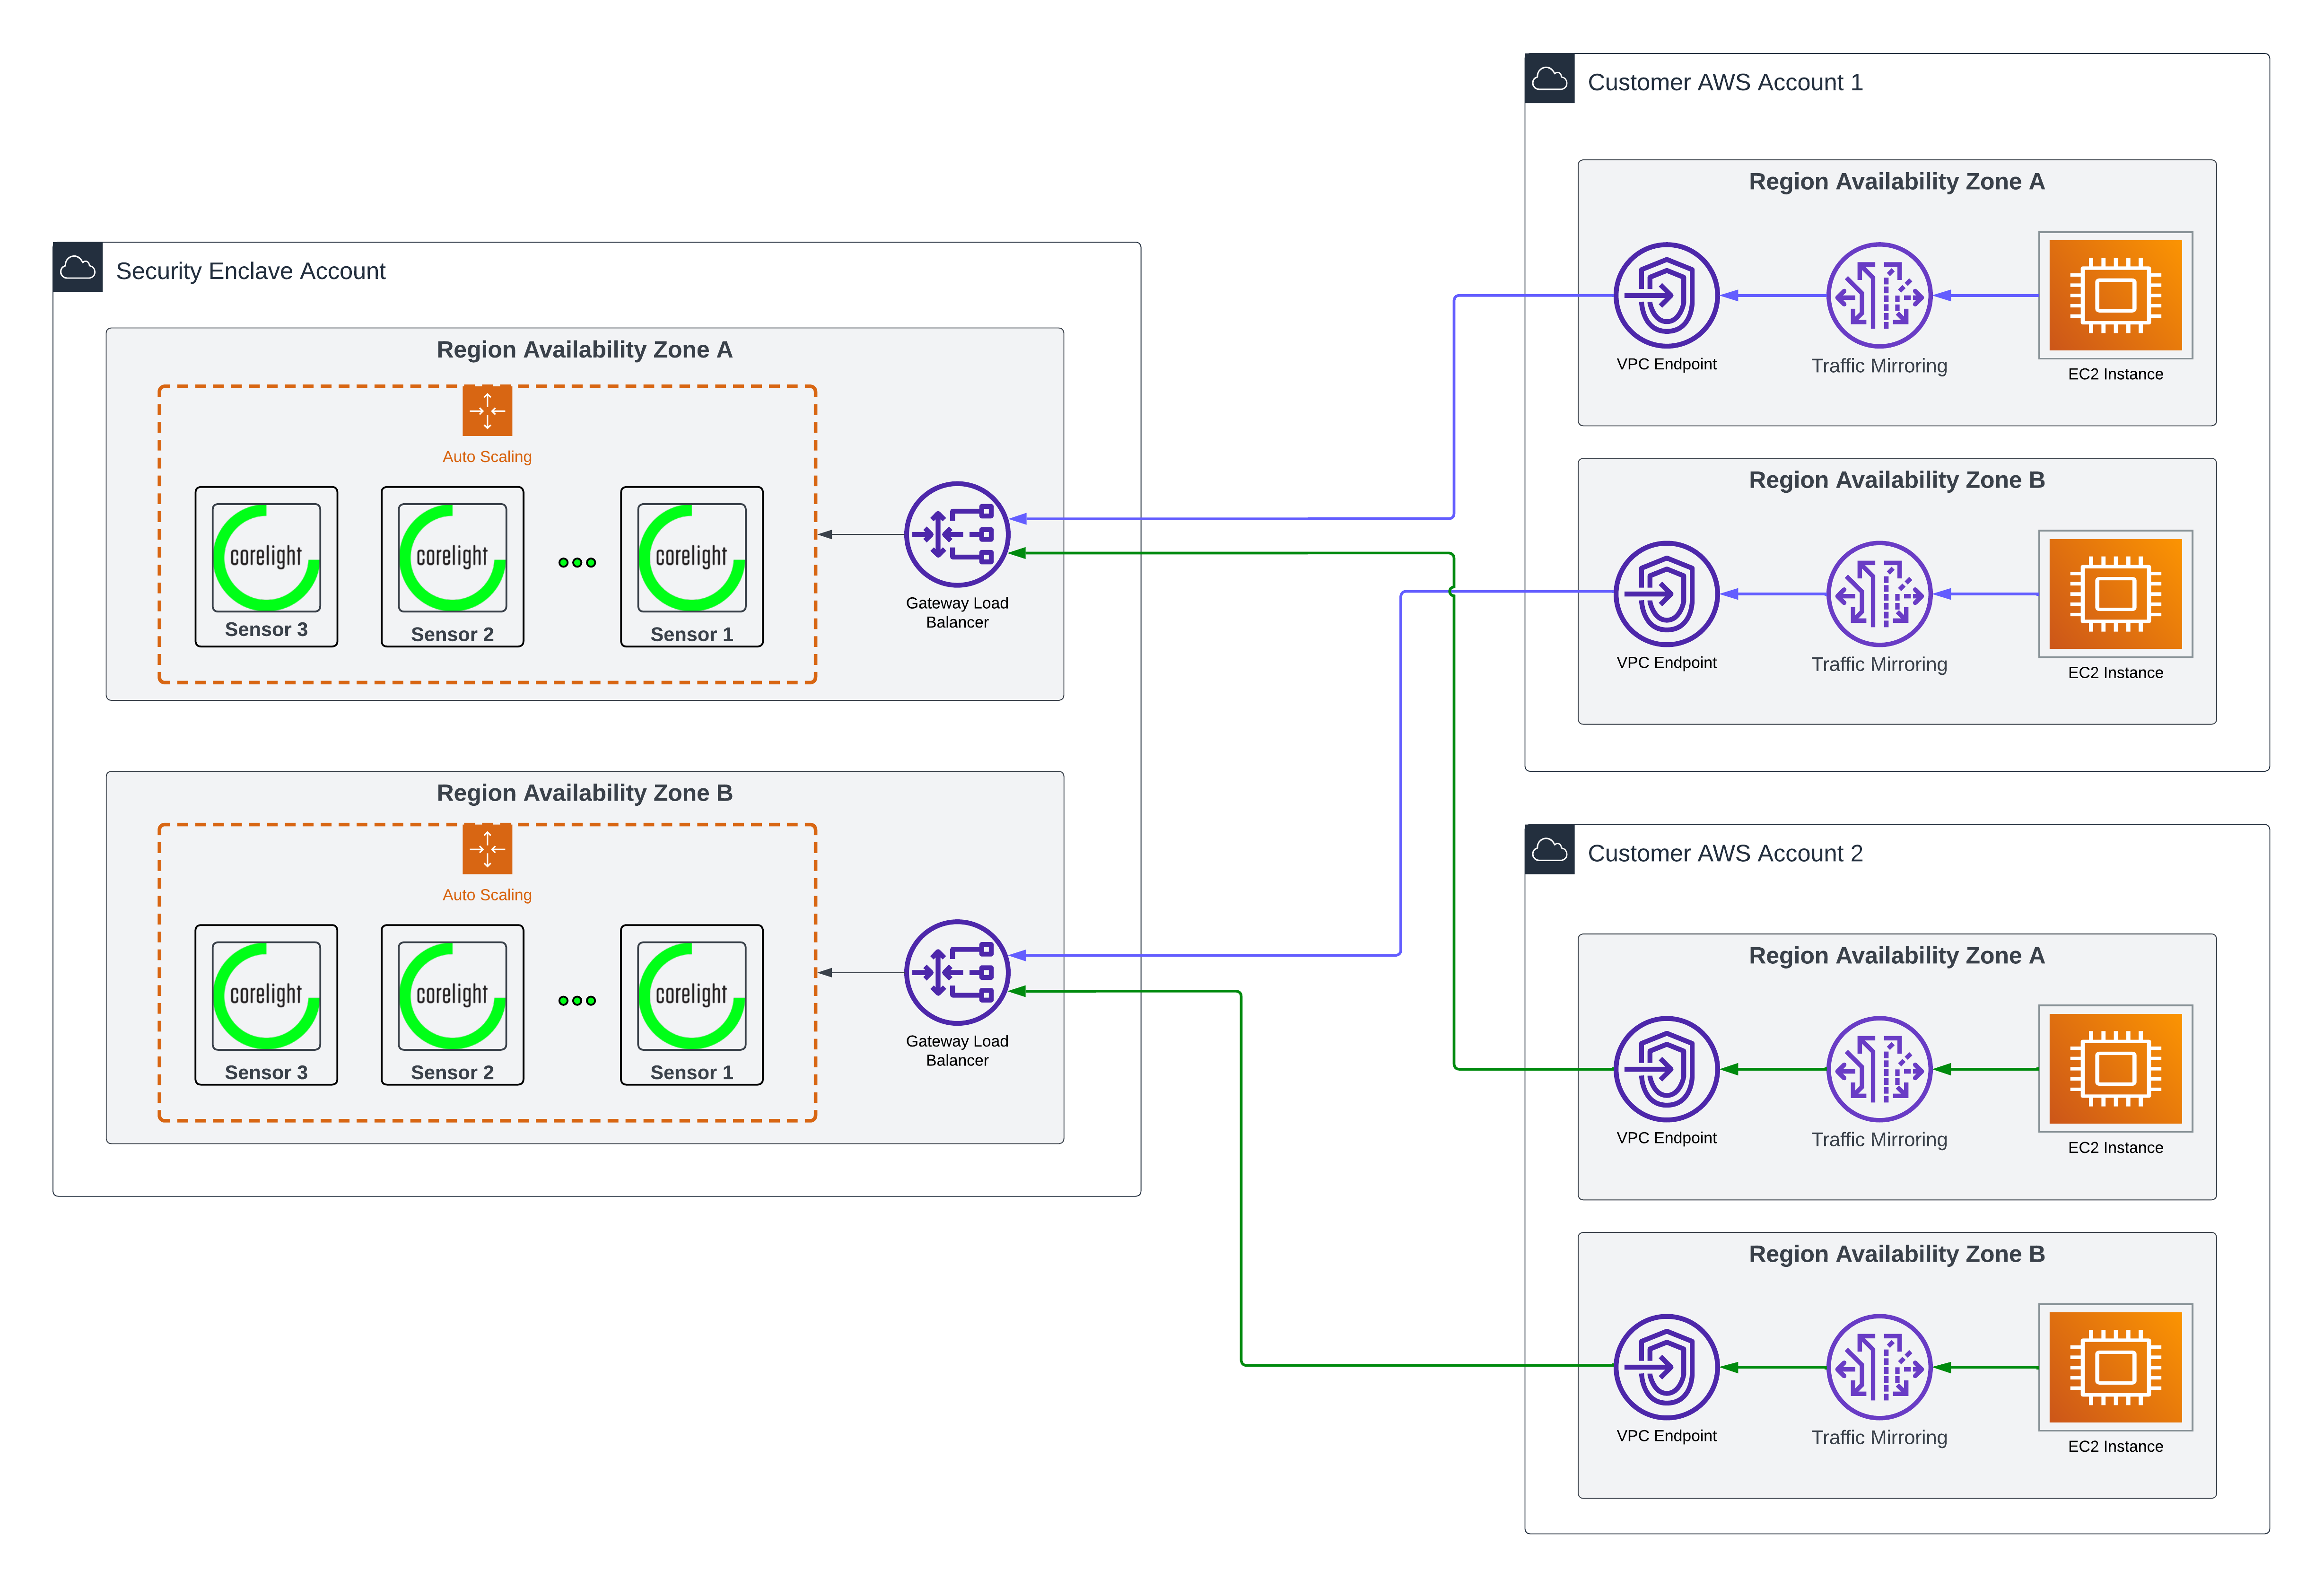 Security Enclave Account
Region Availability Zone A
Auto Scaling
corelight
Sensor 3
corelight
Sensor 2
corelight
Sensor 1
Gateway Load
Balancer
Region Availability Zone B
Auto Scaling
corelight
Sensor 3
corelight
Sensor 2
corelight
Sensor 1
Gateway Load
Balancer
Customer AWS Account 1
Region Availability Zone A
VPC Endpoint
Traffic Mirroring
EC2 Instance
Region Availability Zone B
VPC Endpoint
Traffic Mirroring
EC2 Instance
Customer AWS Account 2
Region Availability Zone A
VPC Endpoint
Traffic Mirroring
EC2 Instance
Region Availability Zone B
VPC Endpoint
Traffic Mirroring
EC2 Instance